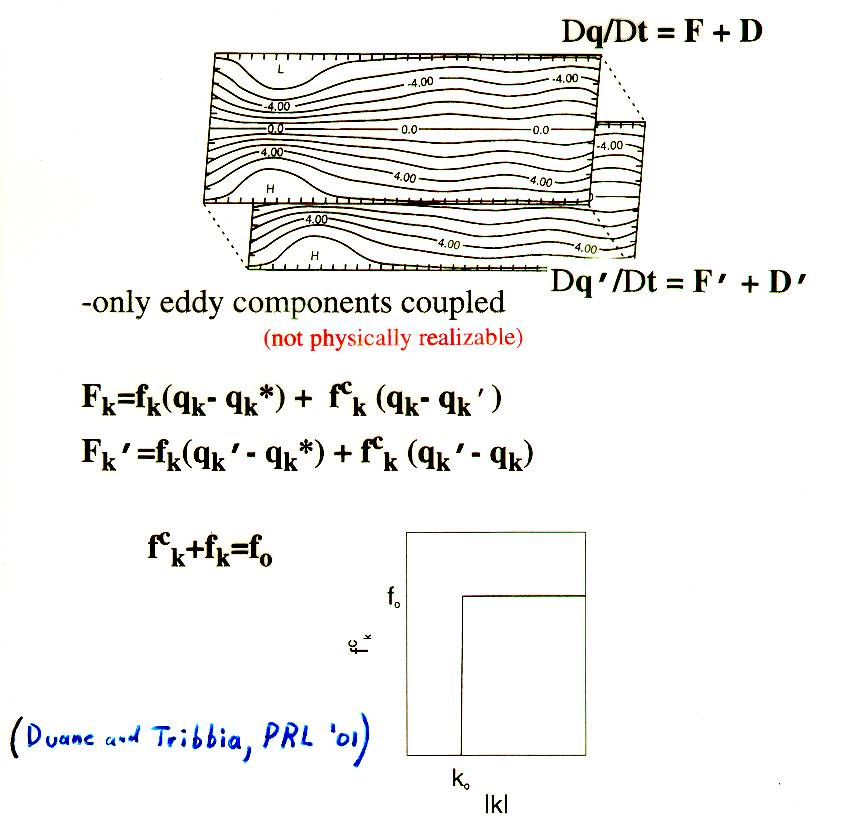 Dq/Dt = F + D
L
-4.00
-4.00
-4.00
0.0
0.0
0.0
-4.00
4.00
4.00
4.00
H
4.00
4.00
4.00
H
Dq′/Dt = F′ + D′
-only eddy components coupled
(not physically realizable)
Fₖ=fₖ(qₖ- qₖ*) + fᶜₖ (qₖ- qₖ′)
Fₖ′=fₖ(qₖ′- qₖ*) + fᶜₖ (qₖ′- qₖ)
fᶜₖ+fₖ=fₒ
fₒ
fᶜₖ
kₒ
|k|
(Duane and Tribbia, PRL '01)